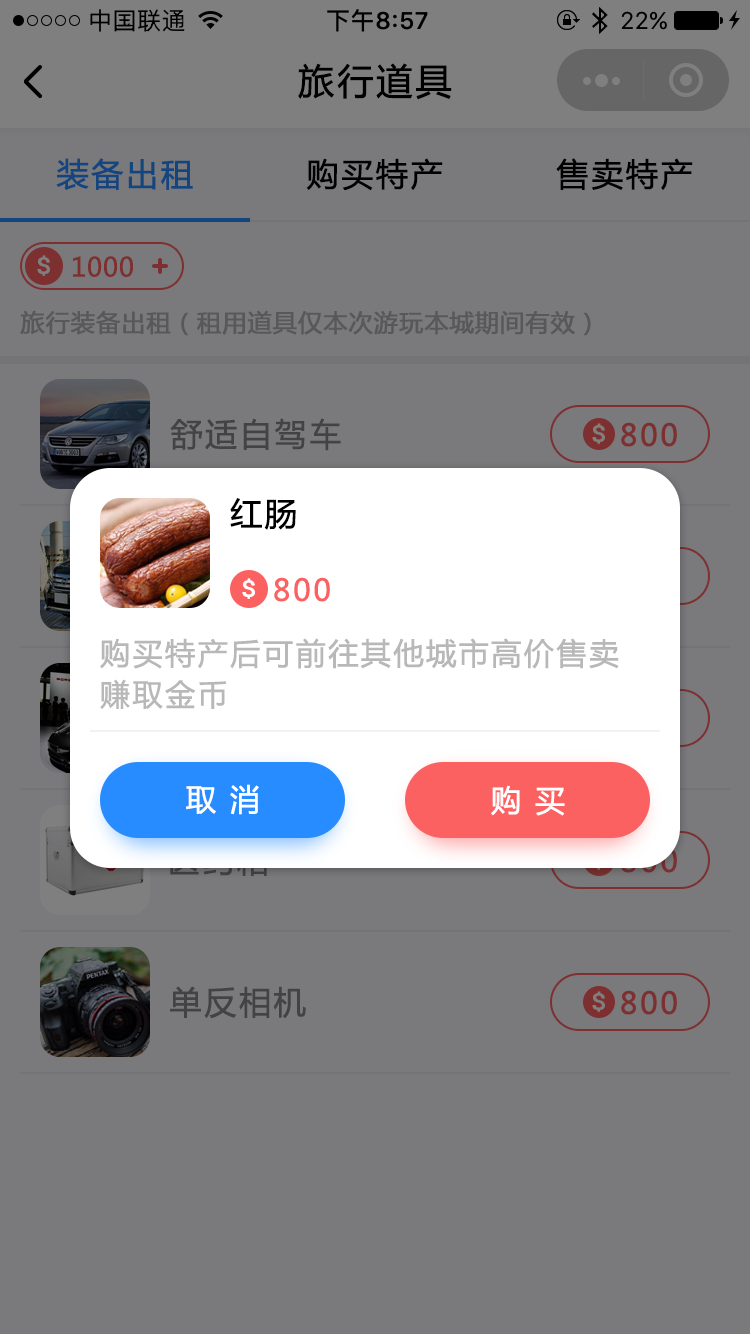 中国联通 下午8:57 22%
旅行道具
装备出租 购买特产 售卖特产
$ 1000 +
旅行装备出租（租用道具仅本次游玩本城期间有效）
舒适自驾车 $800
红肠
$800
购买特产后可前往其他城市高价售卖
赚取金币
取 消 购 买
PENTAX
单反相机 $800